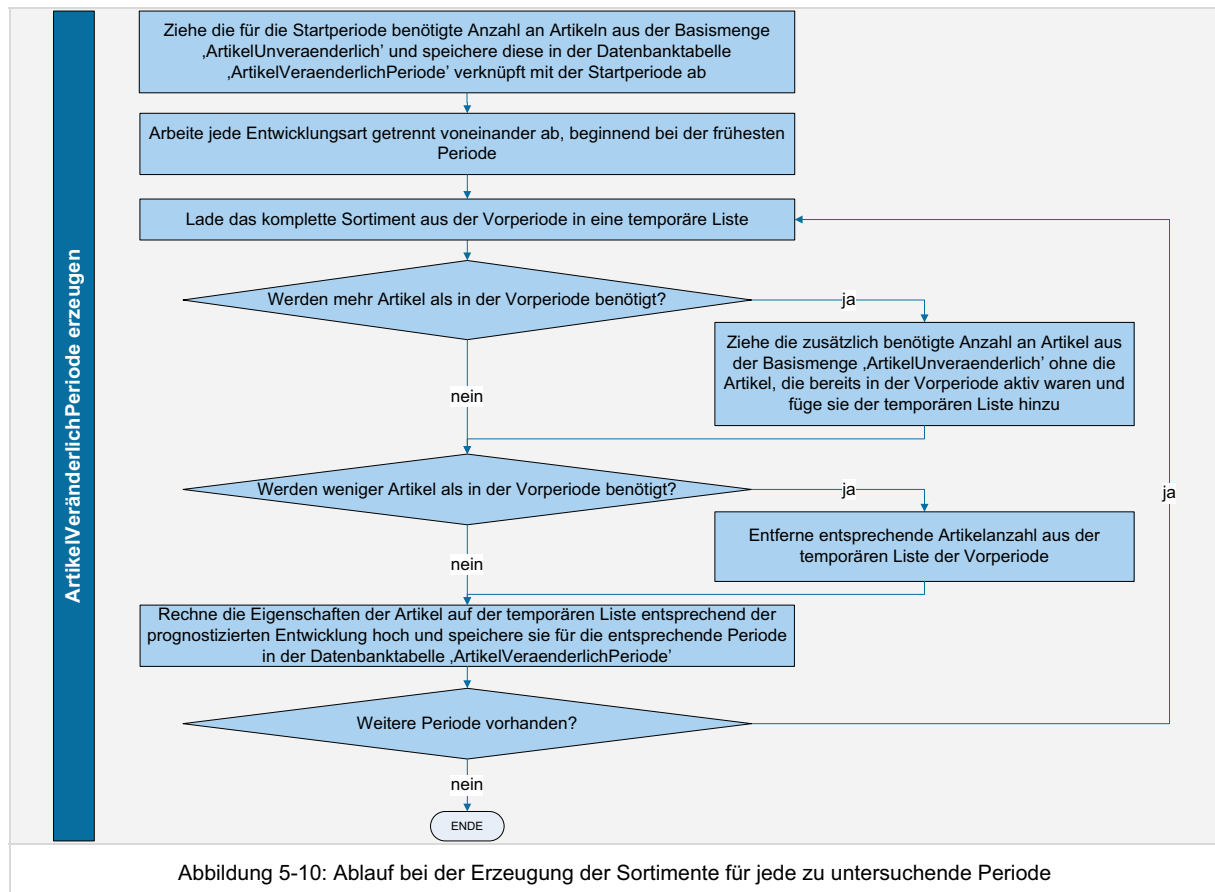 ArtikelVeränderlichPeriode erzeugen
Ziehe die für die Startperiode benötigte Anzahl an Artikeln aus der Basismenge
‚ArtikelUnveraenderlich’ und speichere diese in der Datenbanktabelle
‚ArtikelVeraenderlichPeriode’ verknüpft mit der Startperiode ab
Arbeite jede Entwicklungsart getrennt voneinander ab, beginnend bei der frühesten
Periode
Lade das komplette Sortiment aus der Vorperiode in eine temporäre Liste
Werden mehr Artikel als in der Vorperiode benötigt?
ja
Ziehe die zusätzlich benötigte Anzahl an Artikel aus
der Basismenge ‚ArtikelUnveraenderlich’ ohne die
Artikel, die bereits in der Vorperiode aktiv waren und
füge sie der temporären Liste hinzu
nein
Werden weniger Artikel als in der Vorperiode benötigt?
ja
ja
Entferne entsprechende Artikelanzahl aus der
temporären Liste der Vorperiode
nein
Rechne die Eigenschaften der Artikel auf der temporären Liste entsprechend der
prognostizierten Entwicklung hoch und speichere sie für die entsprechende Periode
in der Datenbanktabelle ‚ArtikelVeraenderlichPeriode’
Weitere Periode vorhanden?
nein
ENDE
Abbildung 5-10: Ablauf bei der Erzeugung der Sortimente für jede zu untersuchende Periode